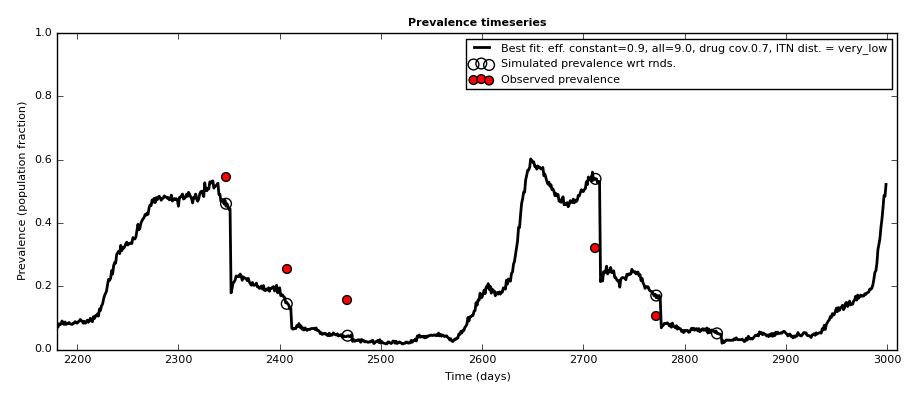 Prevalence timeseries
1.0
0.8
0.6
0.4
0.2
0.0
Prevalence (population fraction)
Best fit: eff. constant=0.9, all=9.0, drug cov.0.7, ITN dist. = very_low
Simulated prevalence wrt rnds.
Observed prevalence
2200 2300 2400 2500 2600 2700 2800 2900 3000
Time (days)